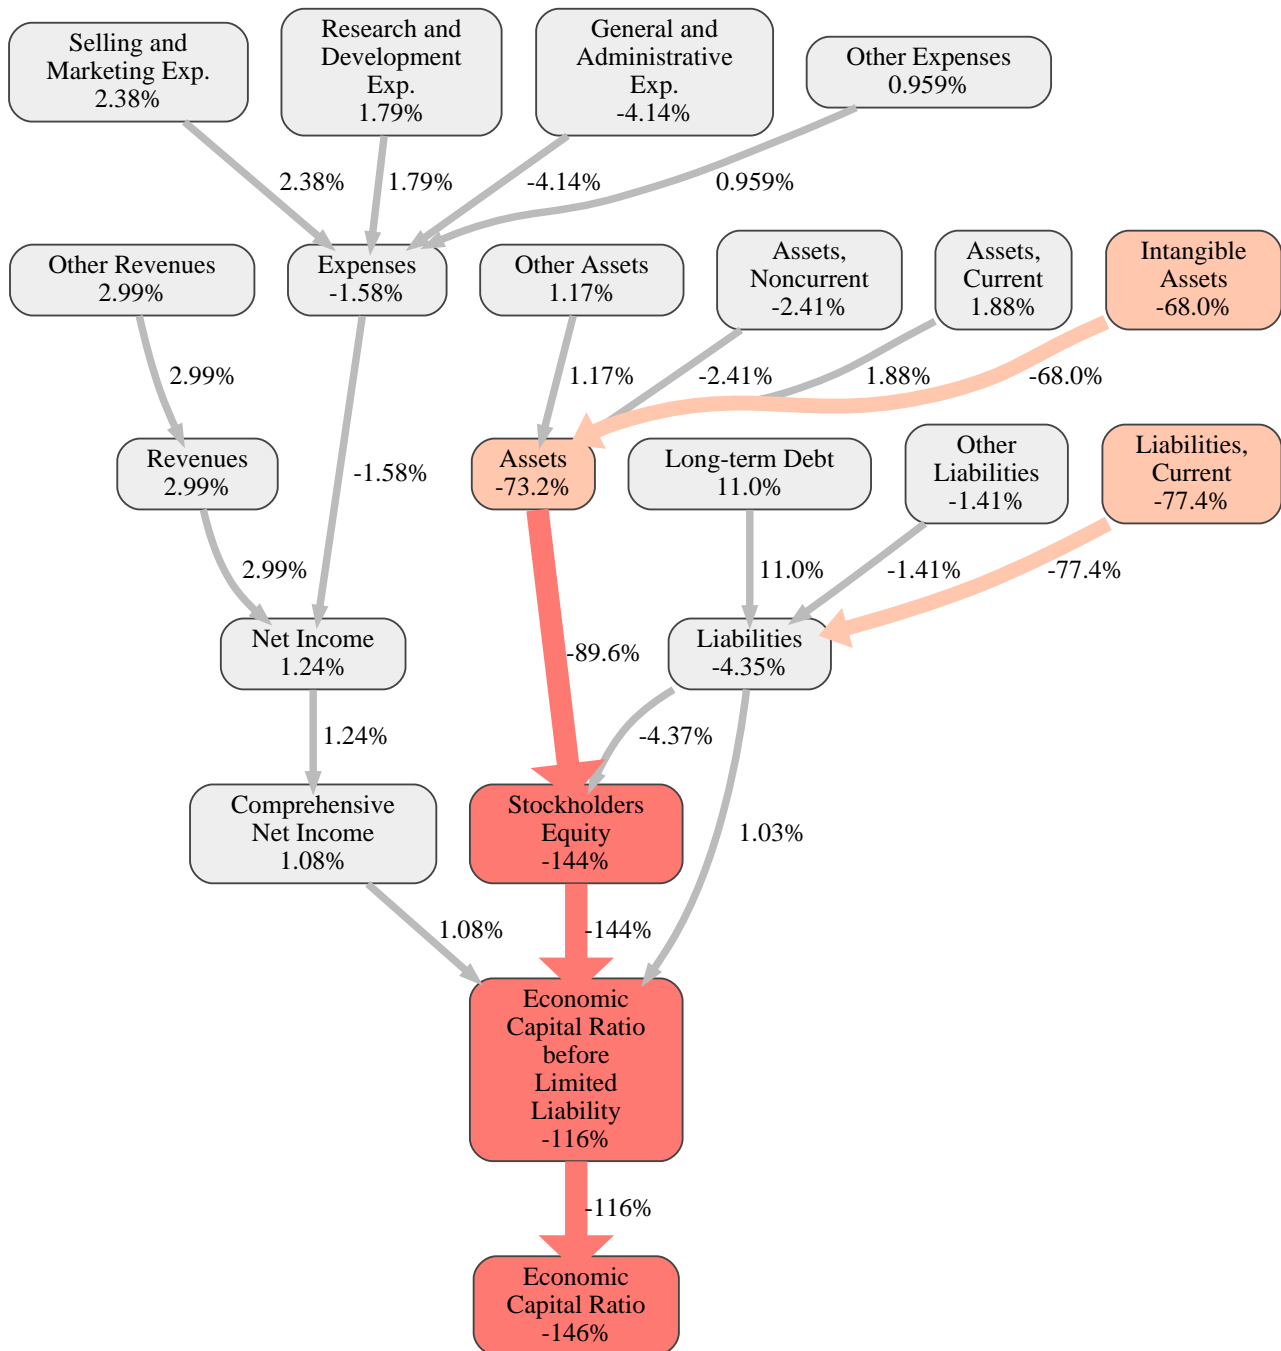 Selling and
Marketing Exp.
2.38%
Research and
Development
Exp.
1.79%
General and
Administrative
Exp.
-4.14%
Other Expenses
0.959%
2.38%
1.79%
-4.14%
0.959%
Other Revenues
2.99%
Expenses
-1.58%
Other Assets
1.17%
Assets,
Noncurrent
-2.41%
Assets,
Current
1.88%
Intangible
Assets
-68.0%
2.99%
1.17%
-2.41%
1.88%
-68.0%
Revenues
2.99%
-1.58%
Assets
-73.2%
Long-term Debt
11.0%
Other
Liabilities
-1.41%
Liabilities,
Current
-77.4%
2.99%
11.0%
-1.41%
-77.4%
Net Income
1.24%
-89.6%
Liabilities
-4.35%
1.24%
-4.37%
Comprehensive
Net Income
1.08%
Stockholders
Equity
-144%
1.03%
1.08%
-144%
Economic
Capital Ratio
before
Limited
Liability
-116%
-116%
Economic
Capital Ratio
-146%